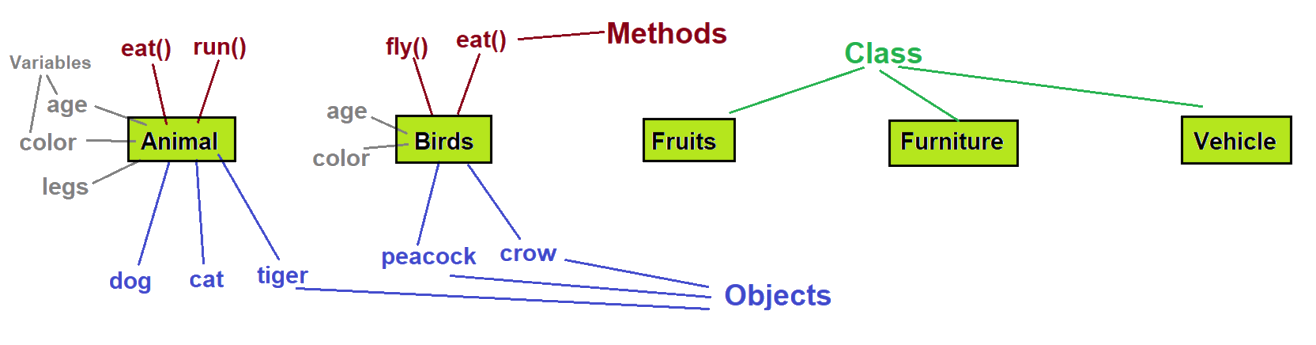 eat() run()
fly() eat() Methods
Variables
Class
age
age
color
color
legs
Animal
Birds
Fruits
Furniture
Vehicle
dog cat tiger
peacock crow
Objects